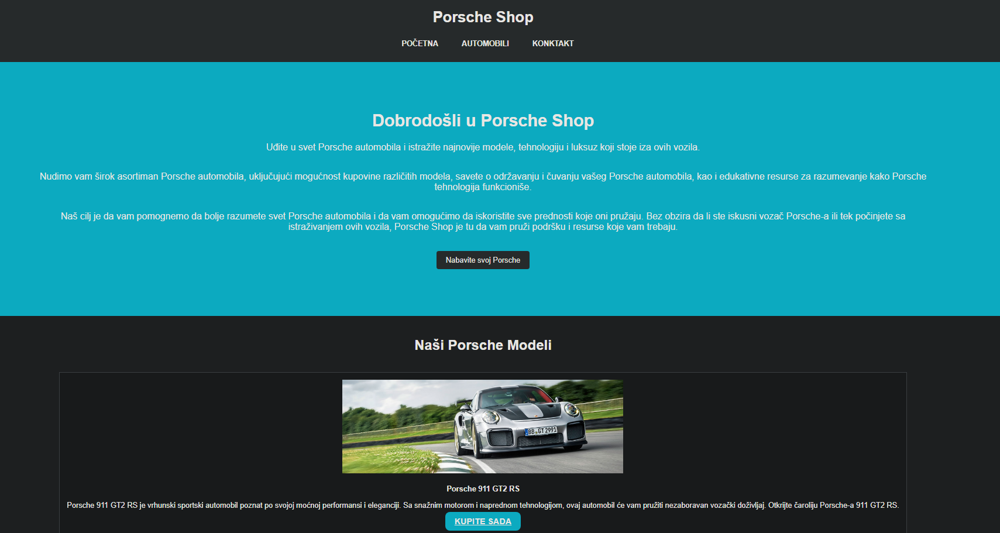 Porsche Shop
POČETNA AUTOMOBILI KONKTAKT
Dobrodošli u Porsche Shop
Uđite u svet Porsche automobila i istražite najnovije modele, tehnologiju i luksuz koji stoje iza ovih vozila.
Nudimo vam širok asortiman Porsche automobila, uključujući mogućnost kupovine različitih modela, savete o održavanju i čuvanju vašeg Porsche automobila, kao i edukativne resurse za razumevanje kako Porsche
tehnologija funkcioniše.
Naš cilj je da vam pomognemo da bolje razumete svet Porsche automobila i da vam omogućimo da iskoristite sve prednosti koje oni pružaju. Bez obzira da li ste iskusni vozač Porsche-a ili tek počinjete sa
istraživanjem ovih vozila, Porsche Shop je tu da vam pruži podršku i resurse koje vam trebaju.
Nabavite svoj Porsche
Naši Porsche Modeli
BB GT 2991
Porsche 911 GT2 RS
Porsche 911 GT2 RS je vrhunski sportski automobil poznat po svojoj moćnoj performansi i eleganciji. Sa snažnim motorom i naprednom tehnologijom, ovaj automobil će vam pružiti nezaboravan vozački doživljaj. Otkrijte čaroliju Porsche-a 911 GT2 RS.
KUPITE SADA